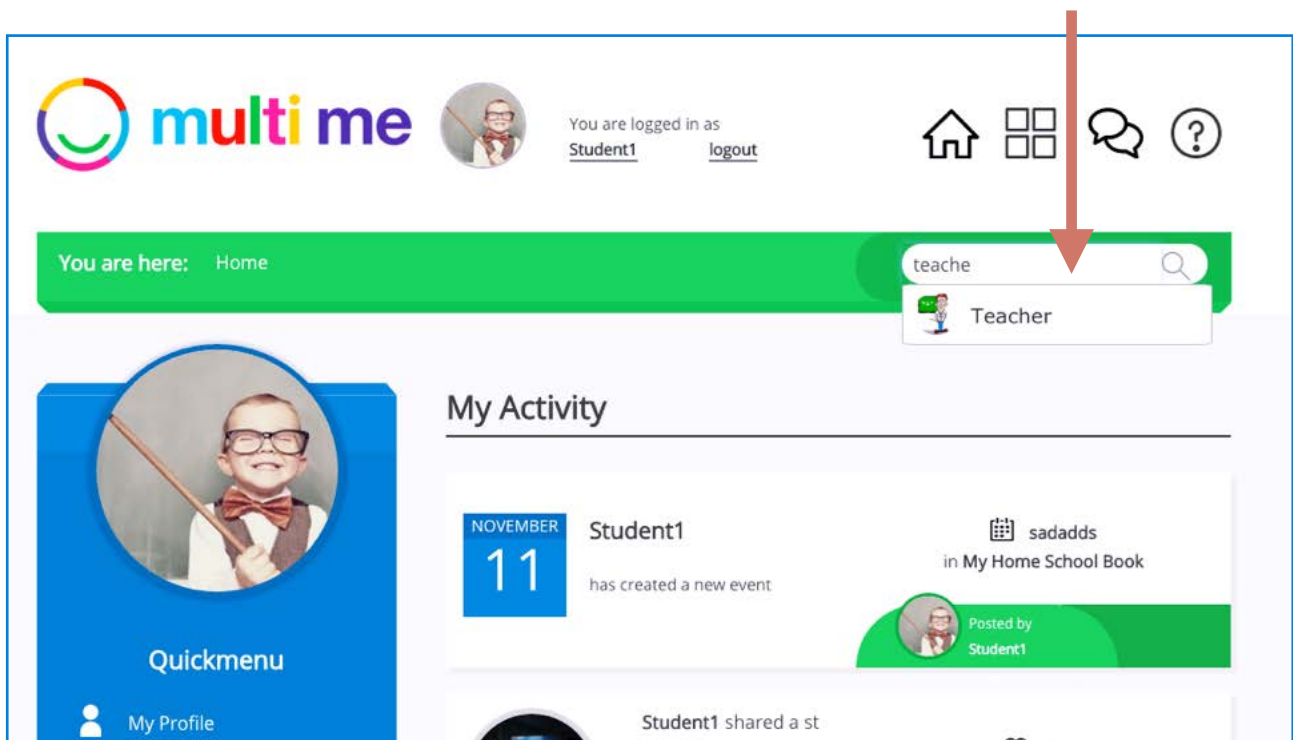 multi me
You are logged in as
Student1 logout
You are here: Home
teache
Teacher
My Activity
NOVEMBER
11
Student1
has created a new event
sadadds
in My Home School Book
Posted by
Student1
Quickmenu
My Profile
Student1 shared a st